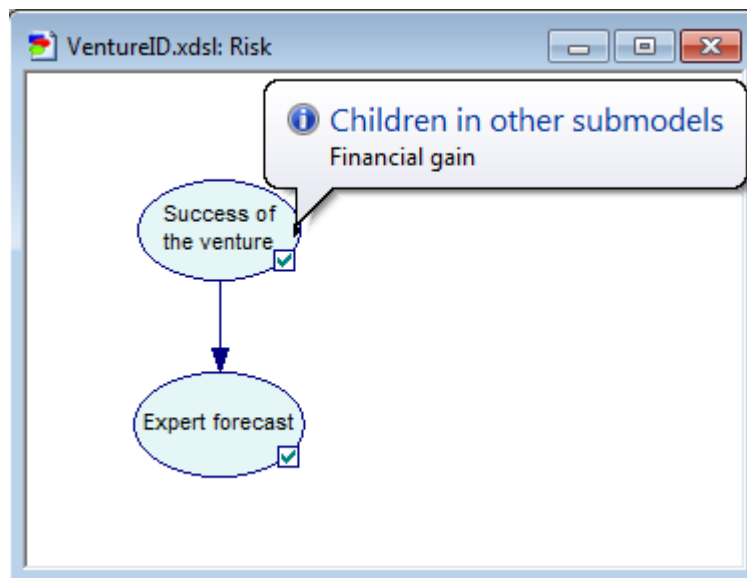 VentureID.xdsl: Risk
Children in other submodels
Financial gain
Success of
the venture
Expert forecast